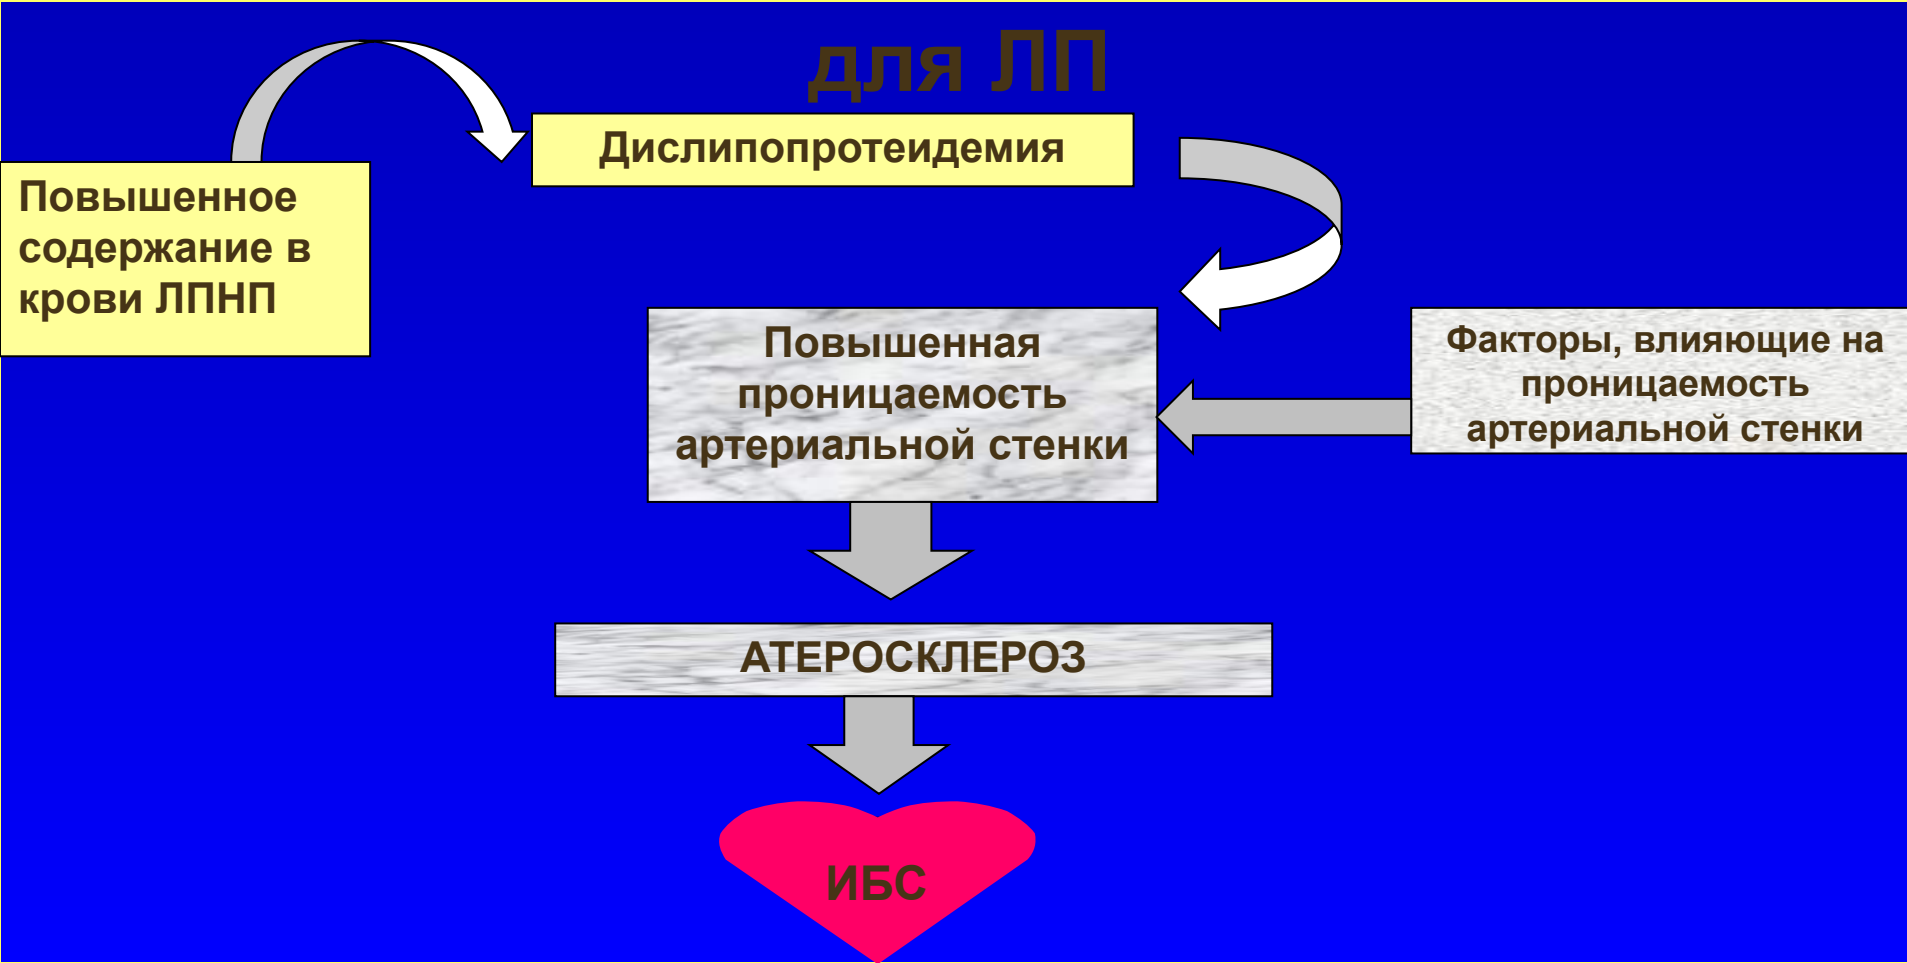 для ЛП
Дислипопротеидемия
Повышенное
содержание в
крови ЛПНП
Повышенная
проницаемость
артериальной стенки
Факторы, влияющие на
проницаемость
артериальной стенки
АТЕРОСКЛЕРОЗ
ИБС